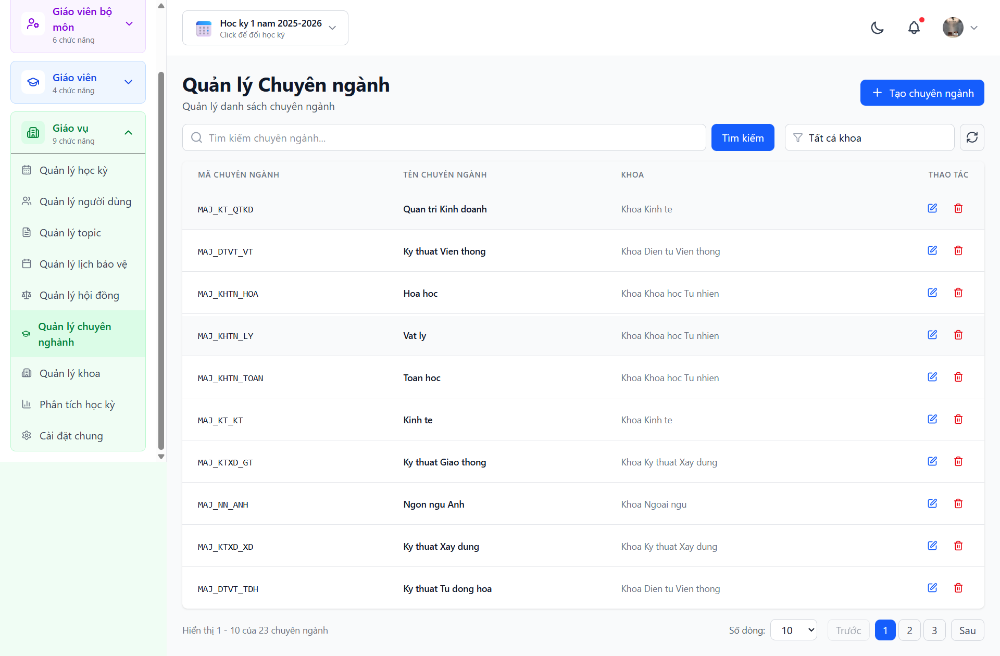 Giáo viên bộ
môn
6 chức năng
Giáo viên
4 chức năng
Giáo vụ
9 chức năng
Quản lý học kỳ
Quản lý người dùng
Quản lý topic
Quản lý lịch bảo vệ
Quản lý hội đồng
Quản lý chuyên
nghành
Quản lý khoa
Phân tích học kỳ
Cài đặt chung
Hoc ky 1 nam 2025-2026
Click để đổi học kỳ
Quản lý Chuyên ngành
Quản lý danh sách chuyên ngành
Tạo chuyên ngành
Tìm kiếm chuyên ngành...
Tìm kiếm
Tất cả khoa
MÃ CHUYÊN NGÀNH TÊN CHUYÊN NGÀNH KHOA THAO TÁC
MAJ_KT_QTKD Quan tri Kinh doanh Khoa Kinh te
MAJ_DTVT_VT Ky thuat Vien thong Khoa Dien tu Vien thong
MAJ_KHTN_HOA Hoa hoc Khoa Khoa hoc Tu nhien
MAJ_KHTN_LY Vat ly Khoa Khoa hoc Tu nhien
MAJ_KHTN_TOAN Toan hoc Khoa Khoa hoc Tu nhien
MAJ_KT_KT Kinh te Khoa Kinh te
MAJ_KTXD_GT Ky thuat Giao thong Khoa Ky thuat Xay dung
MAJ_NN_ANH Ngon ngu Anh Khoa Ngoai ngu
MAJ_KTXD_XD Ky thuat Xay dung Khoa Ky thuat Xay dung
MAJ_DTVT_TDH Ky thuat Tu dong hoa Khoa Dien tu Vien thong
Hiển thị 1 - 10 của 23 chuyên ngành
Số dòng: 10 Trước 1 2 3 Sau